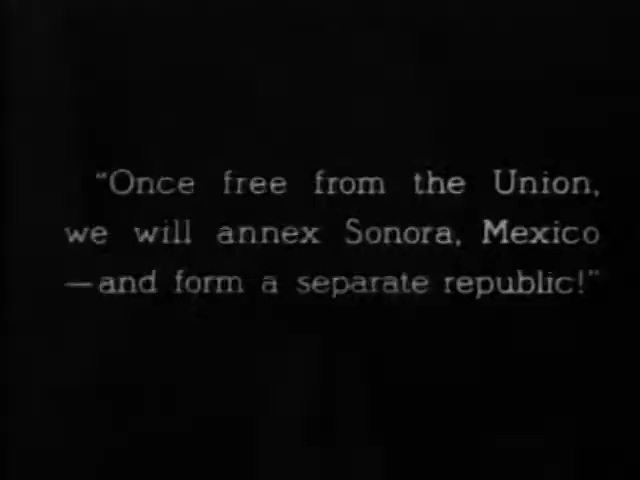 “Once free from the Union,
we will annex Sonora, Mexico
—and form a separate republic!”